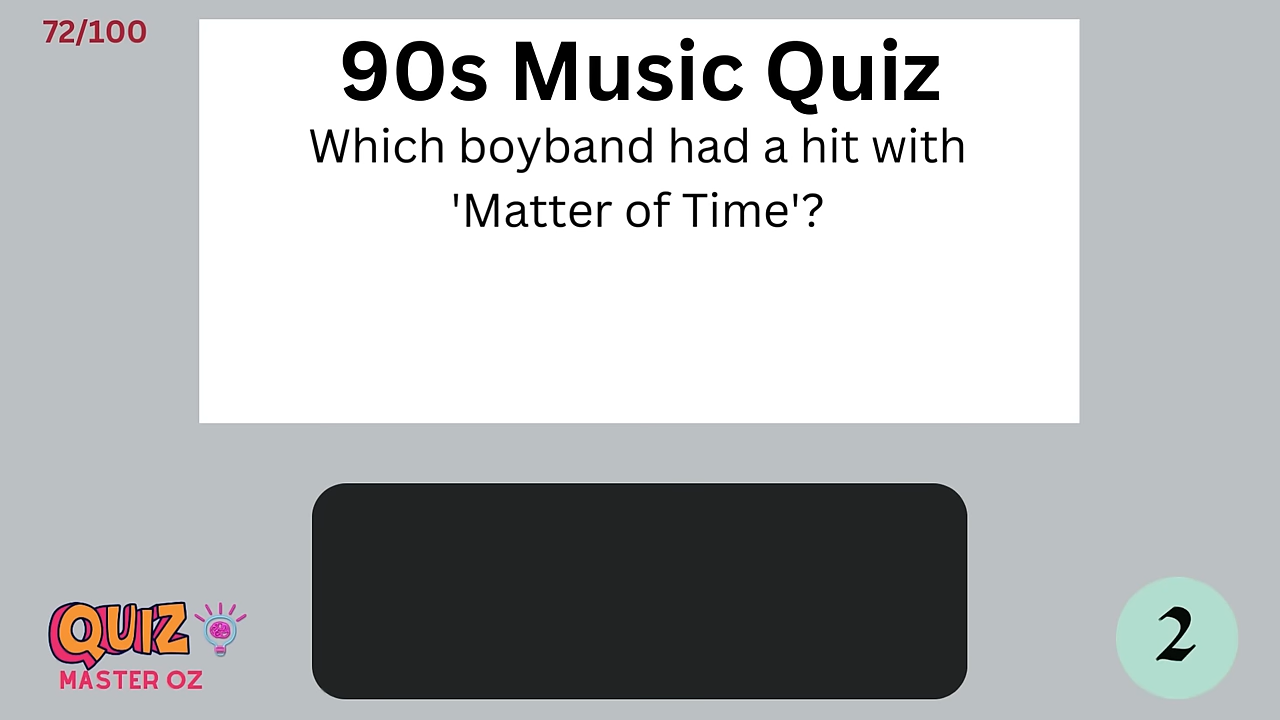 72/100
90s Music Quiz
Which boyband had a hit with
'Matter of Time'?
QUIZ
MASTER OZ
2